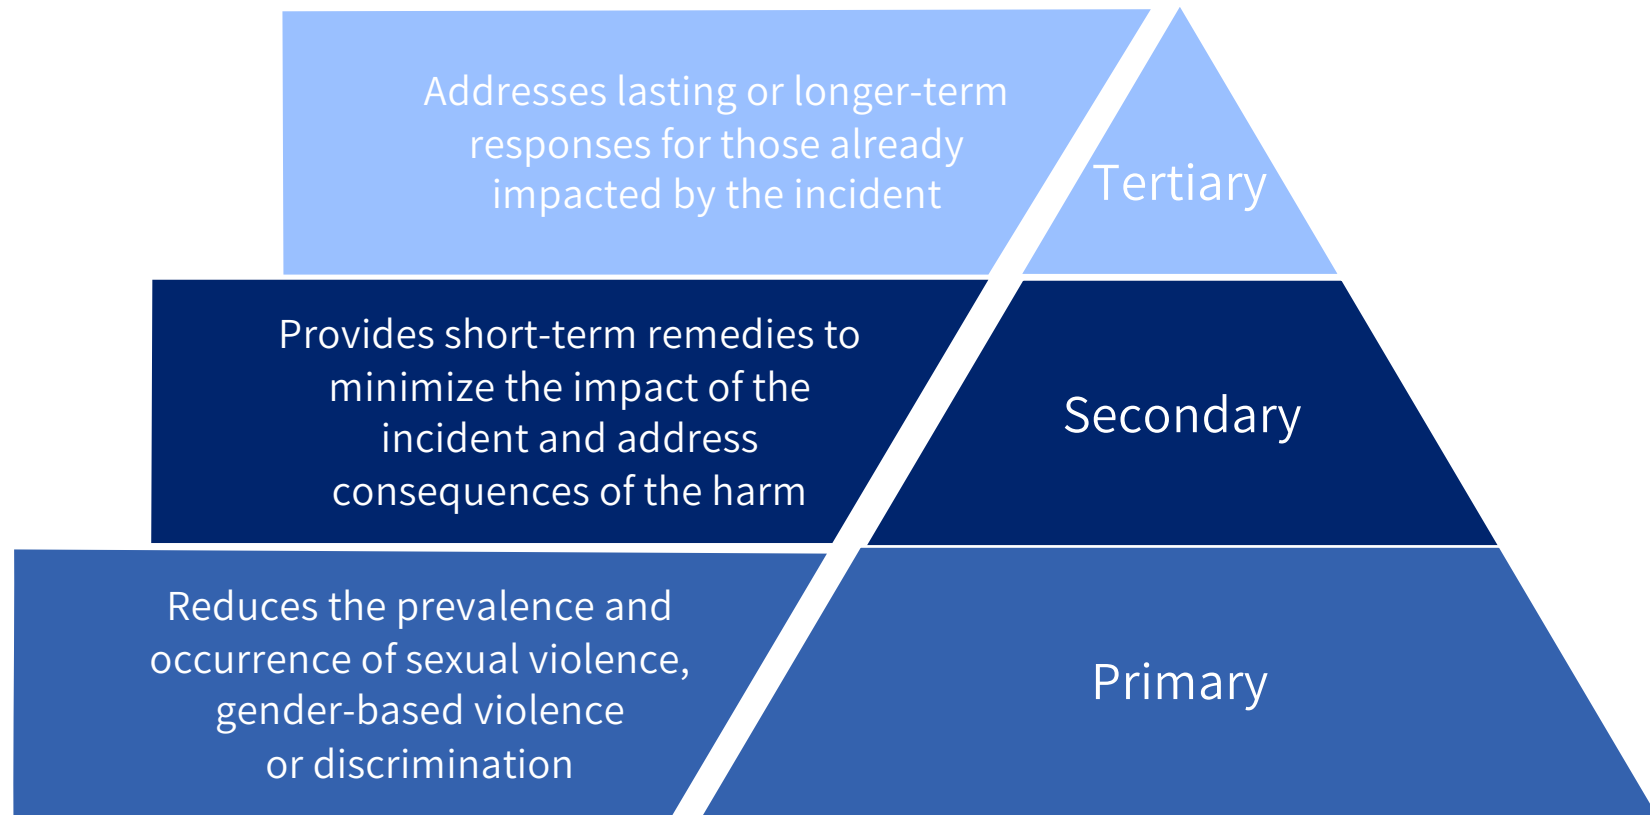 Addresses lasting or longer-term
responses for those already
impacted by the incident
Tertiary
Provides short-term remedies to
minimize the impact of the
incident and address
consequences of the harm
Secondary
Reduces the prevalence and
occurrence of sexual violence,
gender-based violence
or discrimination
Primary